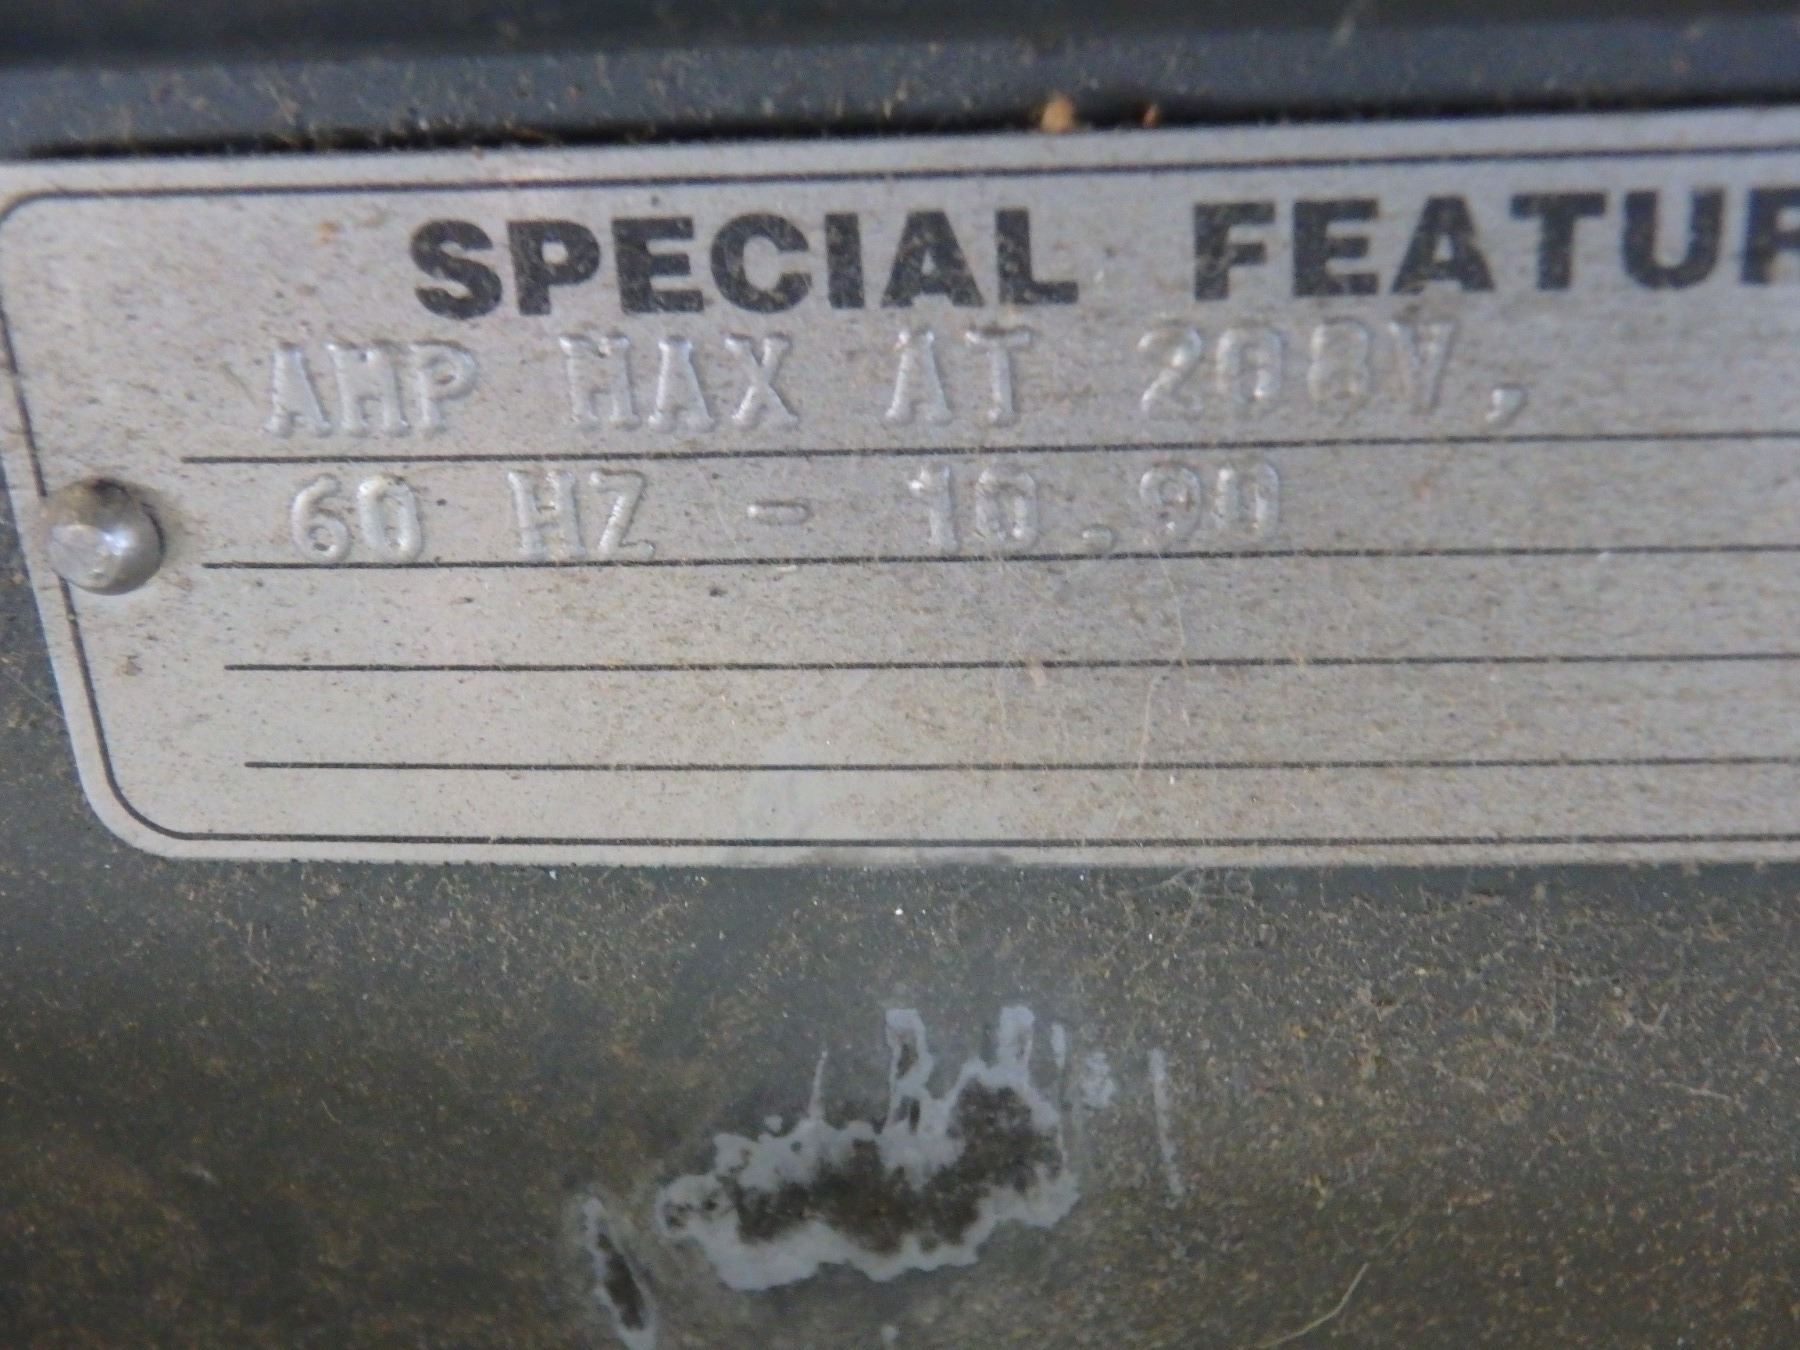 SPECIAL FEATUR
AMP MAX AT 208V,
60 HZ - 10.90